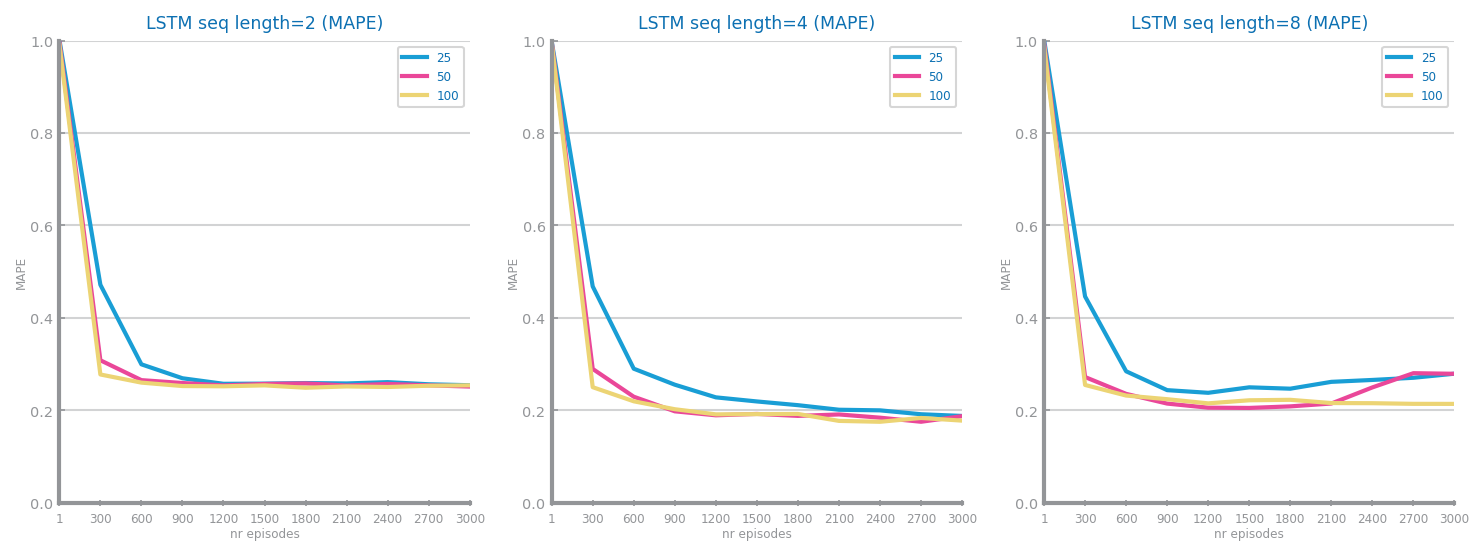 LSTM seq length=2 (MAPE)
1.0
0.8
0.6
0.4
0.2
0.0
MAPE
25
50
100
1 300 600 900 1200 1500 1800 2100 2400 2700 3000
nr episodes
LSTM seq length=4 (MAPE)
1.0
0.8
0.6
0.4
0.2
0.0
MAPE
25
50
100
1 300 600 900 1200 1500 1800 2100 2400 2700 3000
nr episodes
LSTM seq length=8 (MAPE)
1.0
0.8
0.6
0.4
0.2
0.0
MAPE
25
50
100
1 300 600 900 1200 1500 1800 2100 2400 2700 3000
nr episodes